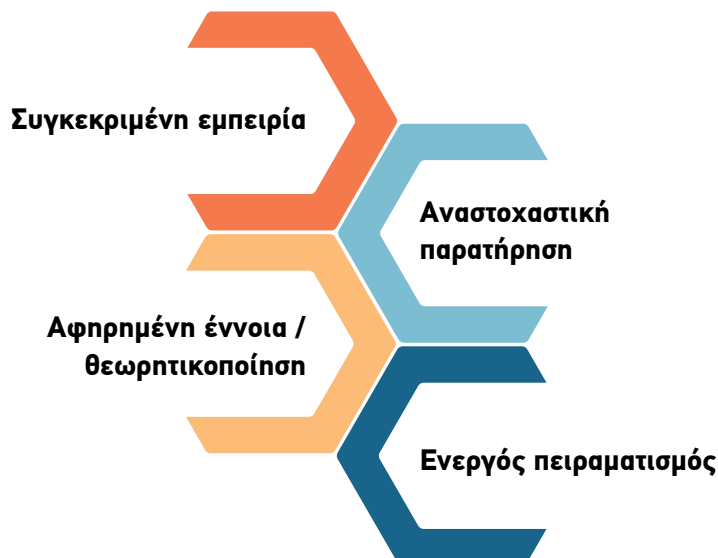 Συγκεκριμένη εμπειρία
Αναστοχαστική
παρατήρηση
Αφηρημένη έννοια /
θεωρητικοποίηση
Ενεργός πειραματισμός